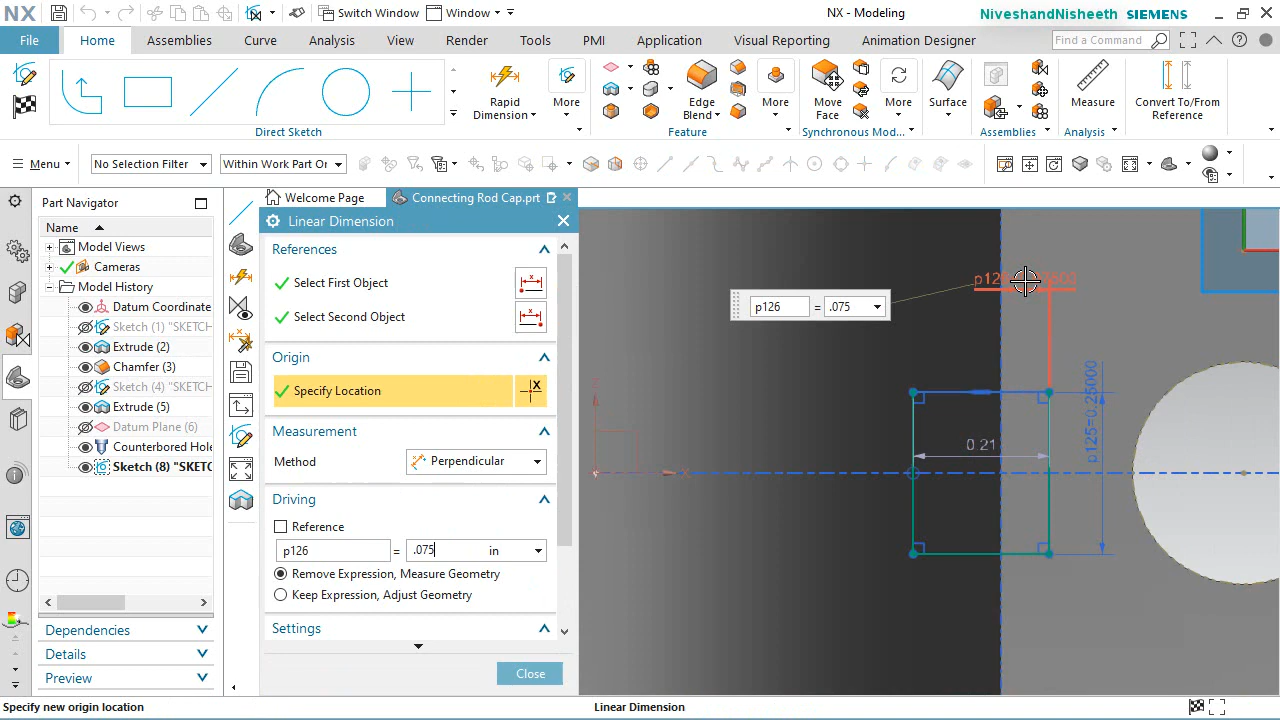 NX
Switch Window
Window
NX - Modeling
NiveshandNisheeth SIEMENS
File
Home
Assemblies
Curve
Analysis
View
Render
Tools
PMI
Application
Visual Reporting
Animation Designer
Find a Command
Rapid
Dimension
More
Edge
Blend
More
Move
Face
More
Surface
Measure
Convert To/From
Reference
Direct Sketch
Feature
Synchronous Mod...
Assemblies
Analysis
Menu
No Selection Filter
Within Work Part On
Part Navigator
Name
Model Views
Cameras
Model History
Datum Coordinate
Sketch (1) "SKETCH
Extrude (2)
Chamfer (3)
Sketch (4) "SKETCH
Extrude (5)
Datum Plane (6)
Counterbored Hole
Sketch (8) "SKETC
Dependencies
Details
Preview
Welcome Page
Connecting Rod Cap.prt
Linear Dimension
References
Select First Object
Select Second Object
Origin
Specify Location
Measurement
Method
Perpendicular
Driving
Reference
p126 = .075 in
Remove Expression, Measure Geometry
Keep Expression, Adjust Geometry
Settings
Close
p126 = .075
p125=0.25000
0.21
Z
X
Specify new origin location
Linear Dimension